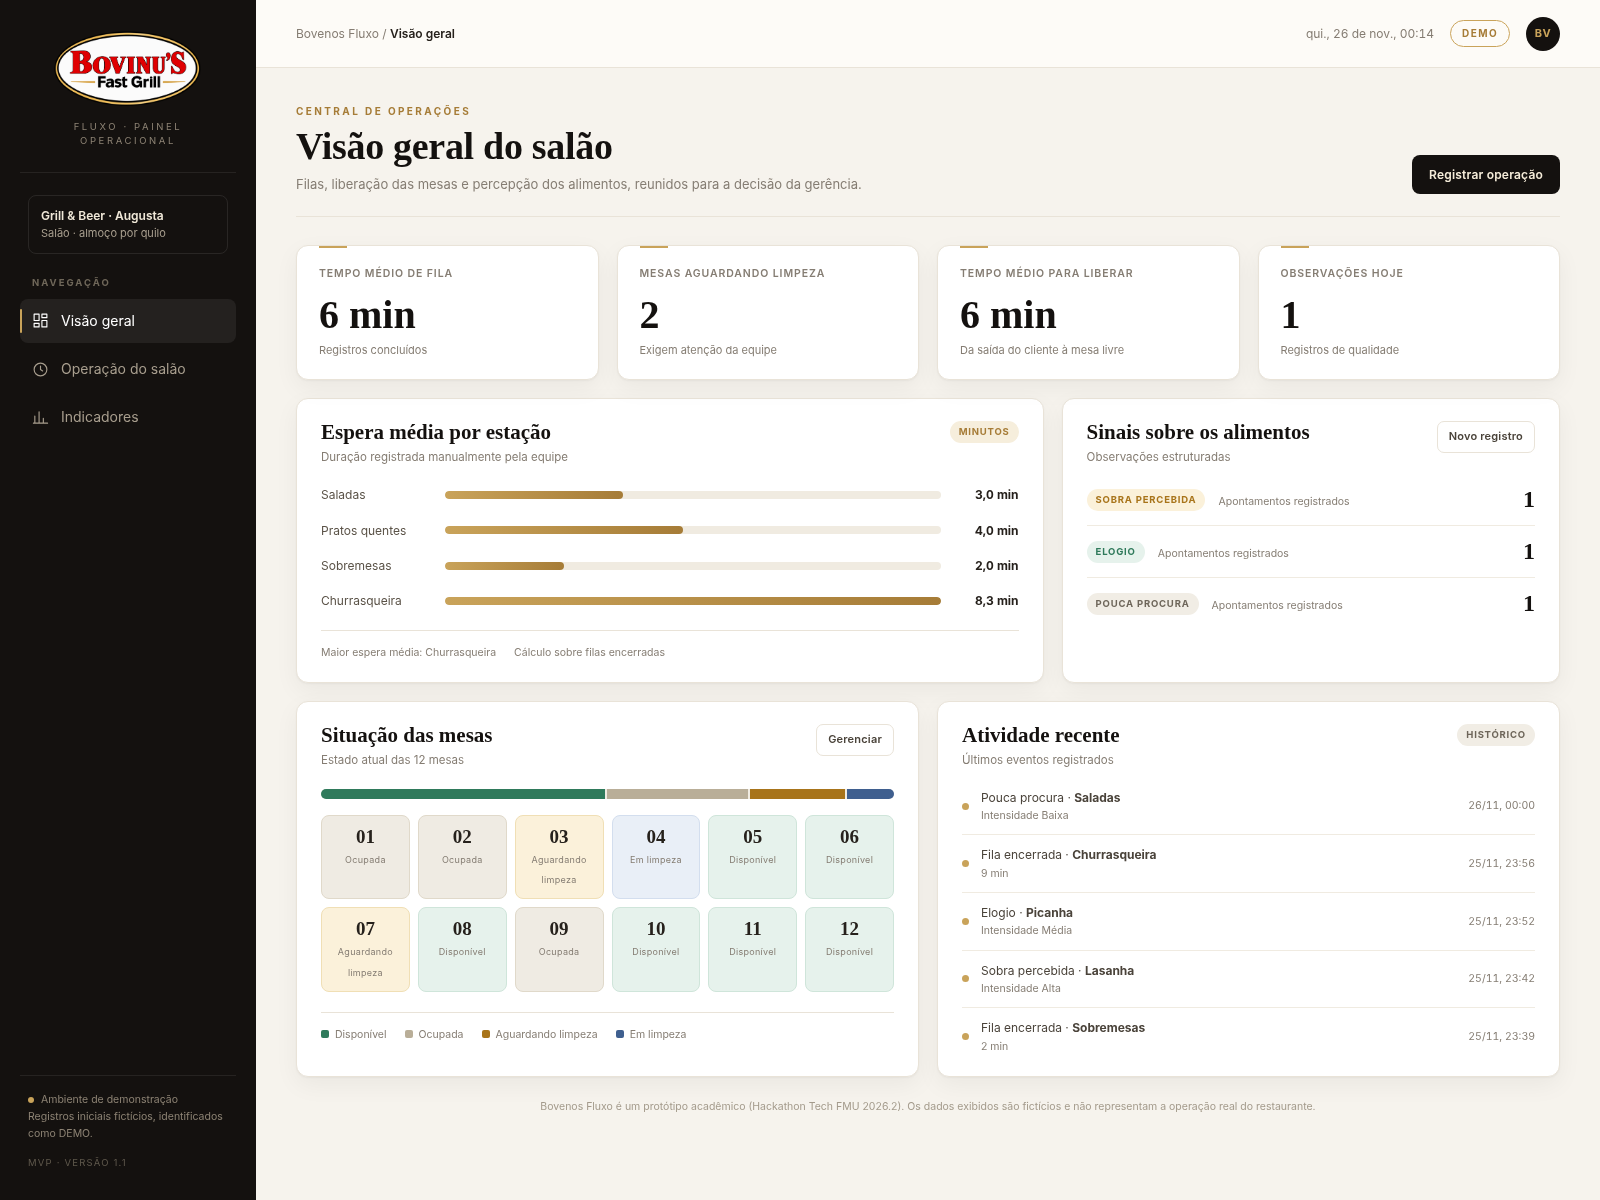 BOVINU'S
Fast Grill
FLUXO · PAINEL
OPERACIONAL
Grill & Beer · Augusta
Salão · almoço por quilo
NAVEGAÇÃO
Visão geral
Operação do salão
Indicadores
Ambiente de demonstração
Registros iniciais fictícios, identificados
como DEMO.
MVP · VERSÃO 1.1
Bovenos Fluxo / Visão geral
qui., 26 de nov., 00:14
DEMO
BV
CENTRAL DE OPERAÇÕES
Visão geral do salão
Filas, liberação das mesas e percepção dos alimentos, reunidos para a decisão da gerência.
Registrar operação
TEMPO MÉDIO DE FILA
6 min
Registros concluídos
MESAS AGUARDANDO LIMPEZA
2
Exigem atenção da equipe
TEMPO MÉDIO PARA LIBERAR
6 min
Da saída do cliente à mesa livre
OBSERVAÇÕES HOJE
1
Registros de qualidade
Espera média por estação
MINUTOS
Duração registrada manualmente pela equipe
Saladas 3,0 min
Pratos quentes 4,0 min
Sobremesas 2,0 min
Churrasqueira 8,3 min
Maior espera média: Churrasqueira Cálculo sobre filas encerradas
Sinais sobre os alimentos
Novo registro
Observações estruturadas
SOBRA PERCEBIDA Apontamentos registrados 1
ELOGIO Apontamentos registrados 1
POUCA PROCURA Apontamentos registrados 1
Situação das mesas
Gerenciar
Estado atual das 12 mesas
01
Ocupada
02
Ocupada
03
Aguardando
limpeza
04
Em limpeza
05
Disponível
06
Disponível
07
Aguardando
limpeza
08
Disponível
09
Ocupada
10
Disponível
11
Disponível
12
Disponível
Disponível Ocupada Aguardando limpeza Em limpeza
Atividade recente
HISTÓRICO
Últimos eventos registrados
Pouca procura · Saladas
Intensidade Baixa
26/11, 00:00
Fila encerrada · Churrasqueira
9 min
25/11, 23:56
Elogio · Picanha
Intensidade Média
25/11, 23:52
Sobra percebida · Lasanha
Intensidade Alta
25/11, 23:42
Fila encerrada · Sobremesas
2 min
25/11, 23:39
Bovenos Fluxo é um protótipo acadêmico (Hackathon Tech FMU 2026.2). Os dados exibidos são fictícios e não representam a operação real do restaurante.